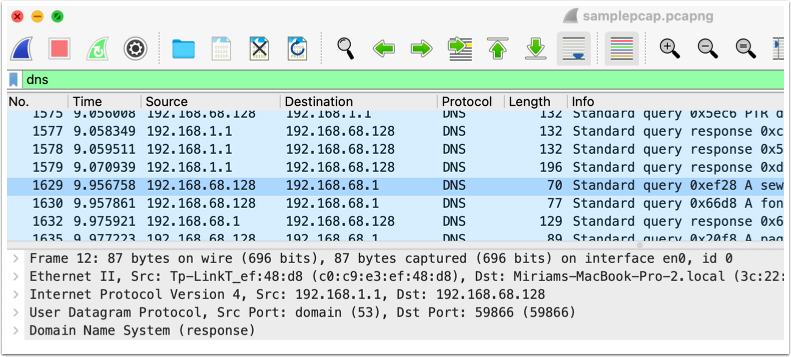 samplepcap.pcapng
dns
No. Time Source Destination Protocol Length Info
1575 9.056008 192.168.68.128 192.168.1.1 DNS 132 Standard query 0x5ec6 PTR d
1577 9.058349 192.168.1.1 192.168.68.128 DNS 132 Standard query response 0xc
1578 9.059511 192.168.1.1 192.168.68.128 DNS 132 Standard query response 0x5
1579 9.070939 192.168.1.1 192.168.68.128 DNS 196 Standard query response 0xd
1629 9.956758 192.168.68.128 192.168.68.1 DNS 70 Standard query 0xef28 A sew
1630 9.957861 192.168.68.128 192.168.68.1 DNS 77 Standard query 0x66d8 A fon
1632 9.975921 192.168.68.1 192.168.68.128 DNS 129 Standard query response 0x6
1635 9.977223 192.168.68.128 192.168.68.1 DNS 89 Standard query 0x20f8 A pag
Frame 12: 87 bytes on wire (696 bits), 87 bytes captured (696 bits) on interface en0, id 0
Ethernet II, Src: Tp-LinkT_ef:48:d8 (c0:c9:e3:ef:48:d8), Dst: Miriams-MacBook-Pro-2.local (3c:22:
Internet Protocol Version 4, Src: 192.168.1.1, Dst: 192.168.68.128
User Datagram Protocol, Src Port: domain (53), Dst Port: 59866 (59866)
Domain Name System (response)